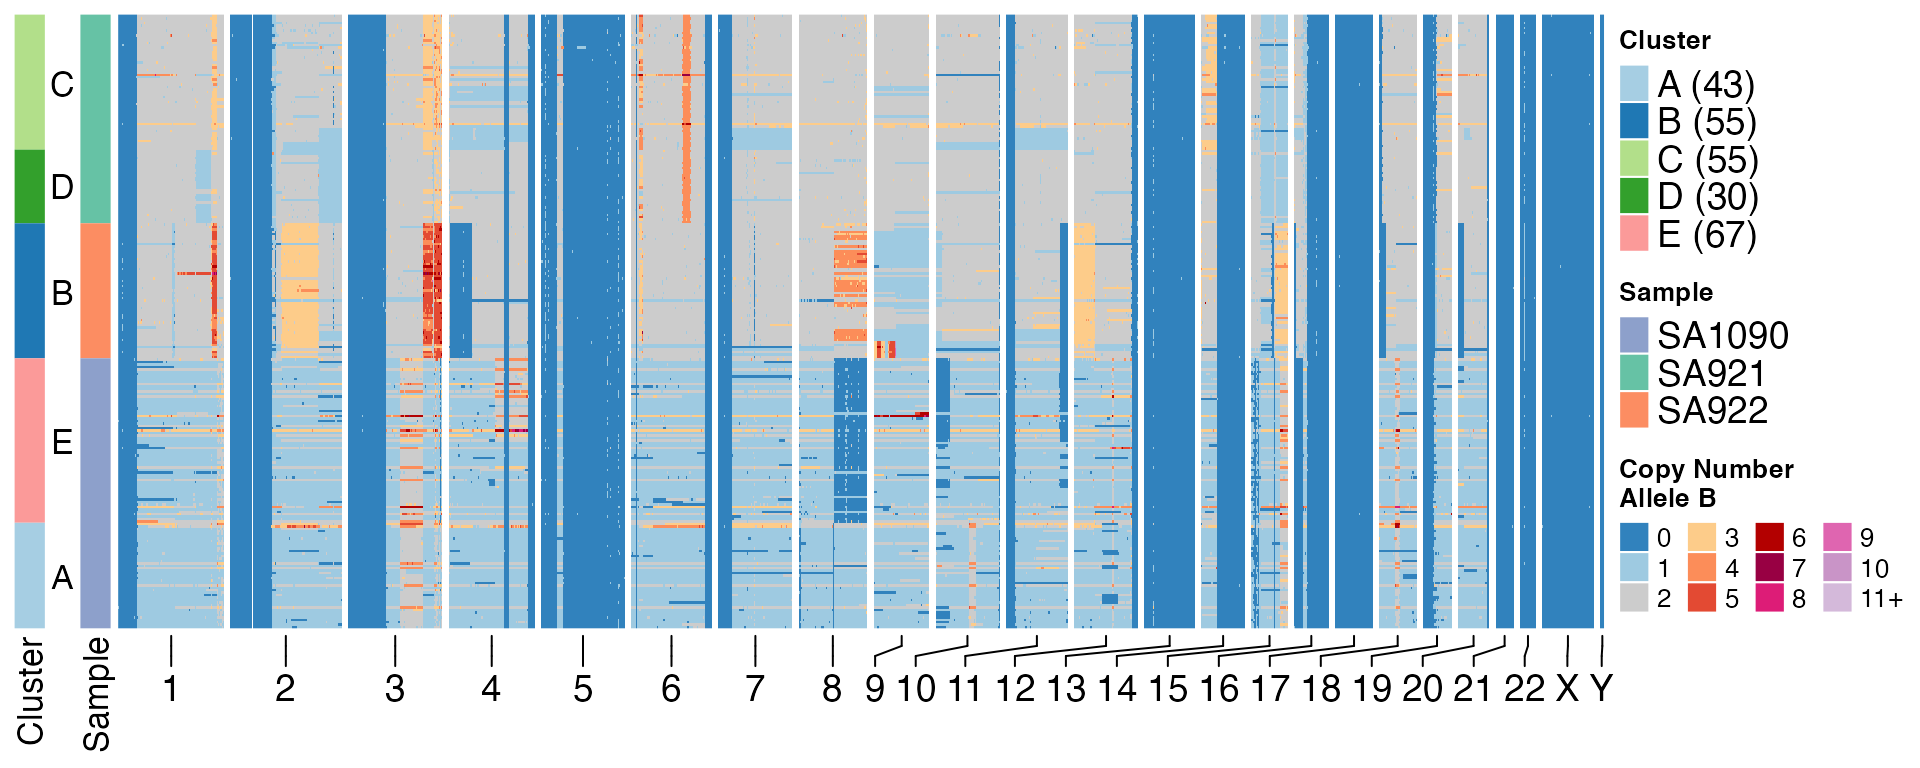 C
D
B
E
A
Cluster
Sample
1 2 3 4 5 6 7 8 9 10 11 12 13 14 15 16 17 18 19 20 21 22 X Y
Cluster
A (43)
B (55)
C (55)
D (30)
E (67)
Sample
SA1090
SA921
SA922
Copy Number
Allele B
0 3 6 9
1 4 7 10
2 5 8 11+